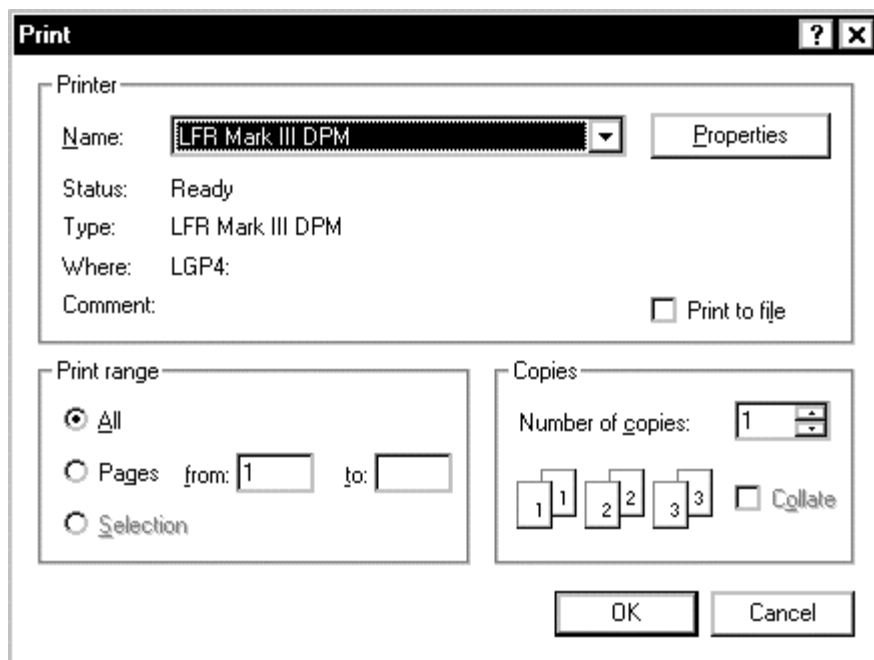 Print
Printer
Name: LFR Mark III DPM Properties
Status: Ready
Type: LFR Mark III DPM
Where: LGP4:
Comment: Print to file
Print range
All
Pages from: 1 to:
Selection
Copies
Number of copies: 1
1 1 2 2 3 3 Collate
OK Cancel